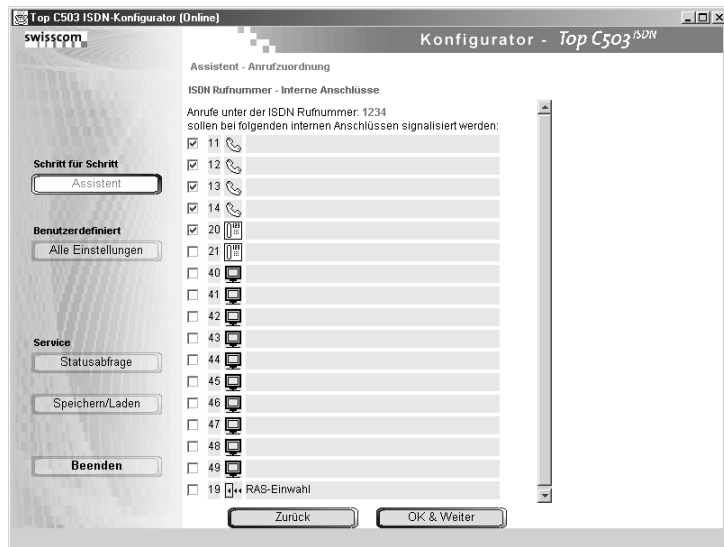 Top C503 ISDN-Konfigurator (Online)
swisscom
Konfigurator - Top C503 ISDN
Assistent - Anrufzuordnung
ISDN Rufnummer - Interne Anschlüsse
Anrufe unter der ISDN Rufnummer: 1234
sollen bei folgenden internen Anschlüssen signalisiert werden:
11
12
13
14
20
21
40
41
42
43
44
45
46
47
48
49
19 RAS-Einwahl
Schritt für Schritt
Assistent
Benutzerdefiniert
Alle Einstellungen
Service
Statusabfrage
Speichern/Laden
Beenden
Zurück
OK & Weiter